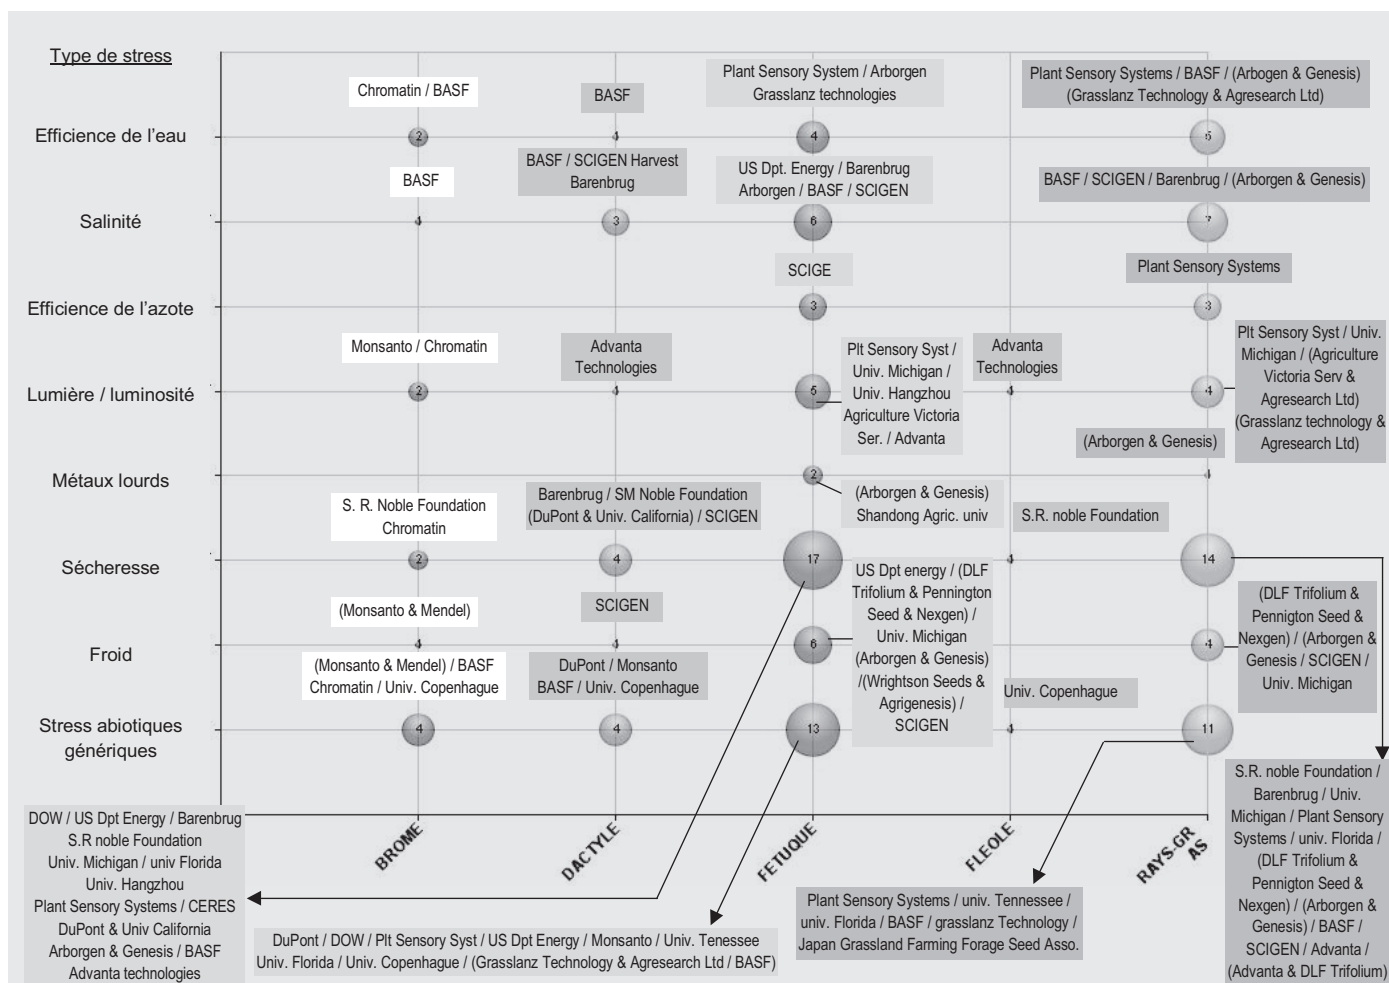 Type de stress
Chromatin / BASF
BASF
Plant Sensory System / Arborgen
Grasslanz technologies
Plant Sensory Systems / BASF / (Arbogen & Genesis)
(Grasslanz Technology & Agresearch Ltd)
Efficience de l'eau
2
4
BASF
BASF / SCIGEN Harvest
Barenbrug
US Dpt. Energy / Barenbrug
Arborgen / BASF / SCIGEN
BASF / SCIGEN / Barenbrug / (Arborgen & Genesis)
Salinité
3
6
7
SCIGE
Plant Sensory Systems
Efficience de l'azote
3
3
Monsanto / Chromatin
Advanta
Technologies
Plt Sensory Syst /
Univ. Michigan /
Univ. Hangzhou
Agriculture Victoria
Ser. / Advanta
Advanta
Technologies
Plt Sensory Syst / Univ.
Michigan / (Agriculture
Victoria Serv &
Agresearch Ltd)
(Grasslanz technology &
Agresearch Ltd)
Lumière / luminosité
2
5
4
(Arborgen & Genesis)
Métaux lourds
2
(Arborgen & Genesis)
Shandong Agric. univ
S. R. Noble Foundation
Chromatin
Barenbrug / SM Noble Foundation
(DuPont & Univ. California) / SCIGEN
S.R. noble Foundation
Sécheresse
2
4
17
14
(Monsanto & Mendel)
SCIGEN
US Dpt energy / (DLF
Trifolium & Pennington
Seed & Nexgen) /
Univ. Michigan
(Arborgen & Genesis)
/(Wrightson Seeds &
Agrigenesis) /
SCIGEN
(DLF Trifolium &
Pennigton Seed &
Nexgen) / (Arborgen &
Genesis / SCIGEN /
Univ. Michigan
Froid
6
4
(Monsanto & Mendel) / BASF
Chromatin / Univ. Copenhague
DuPont / Monsanto
BASF / Univ. Copenhague
Univ. Copenhague
Stress abiotiques
génériques
4
4
13
11
BROME
DACTYLE
FETUQUE
FLEOLE
RAYS-GR
AS
DOW / US Dpt Energy / Barenbrug
S.R noble Foundation
Univ. Michigan / univ Florida
Univ. Hangzhou
Plant Sensory Systems / CERES
DuPont & Univ California
Arborgen & Genesis / BASF
Advanta technologies
DuPont / DOW / Plt Sensory Syst / US Dpt Energy / Monsanto / Univ. Tenessee
Univ. Florida / Univ. Copenhague / (Grasslanz Technology & Agresearch Ltd / BASF)
Plant Sensory Systems / univ. Tennessee /
univ. Florida / BASF / grasslanz Technology /
Japan Grassland Farming Forage Seed Asso.
S.R. noble Foundation /
Barenbrug / Univ.
Michigan / Plant Sensory
Systems / univ. Florida /
(DLF Trifolium &
Pennigton Seed &
Nexgen) / (Arborgen &
Genesis) / BASF /
SCIGEN / Advanta /
(Advanta & DLF Trifolium)